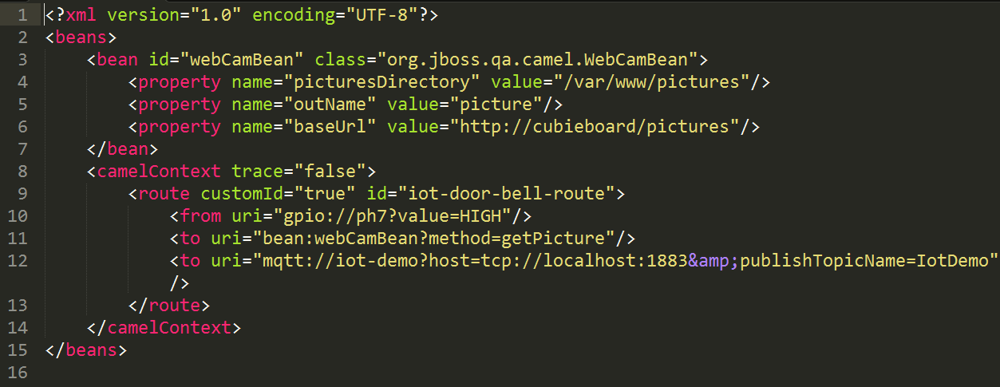 1 <?xml version="1.0" encoding="UTF-8"?>
2 <beans>
3     <bean id="webCamBean" class="org.jboss.qa.camel.WebCamBean">
4         <property name="picturesDirectory" value="/var/www/pictures"/>
5         <property name="outName" value="picture"/>
6         <property name="baseUrl" value="http://cubieboard/pictures"/>
7     </bean>
8     <camelContext trace="false">
9         <route customId="true" id="iot-door-bell-route">
10             <from uri="gpio://ph7?value=HIGH"/>
11             <to uri="bean:webCamBean?method=getPicture"/>
12             <to uri="mqtt://iot-demo?host=tcp://localhost:1883&amp;publishTopicName=IotDemo"
            />
13         </route>
14     </camelContext>
15 </beans>
16